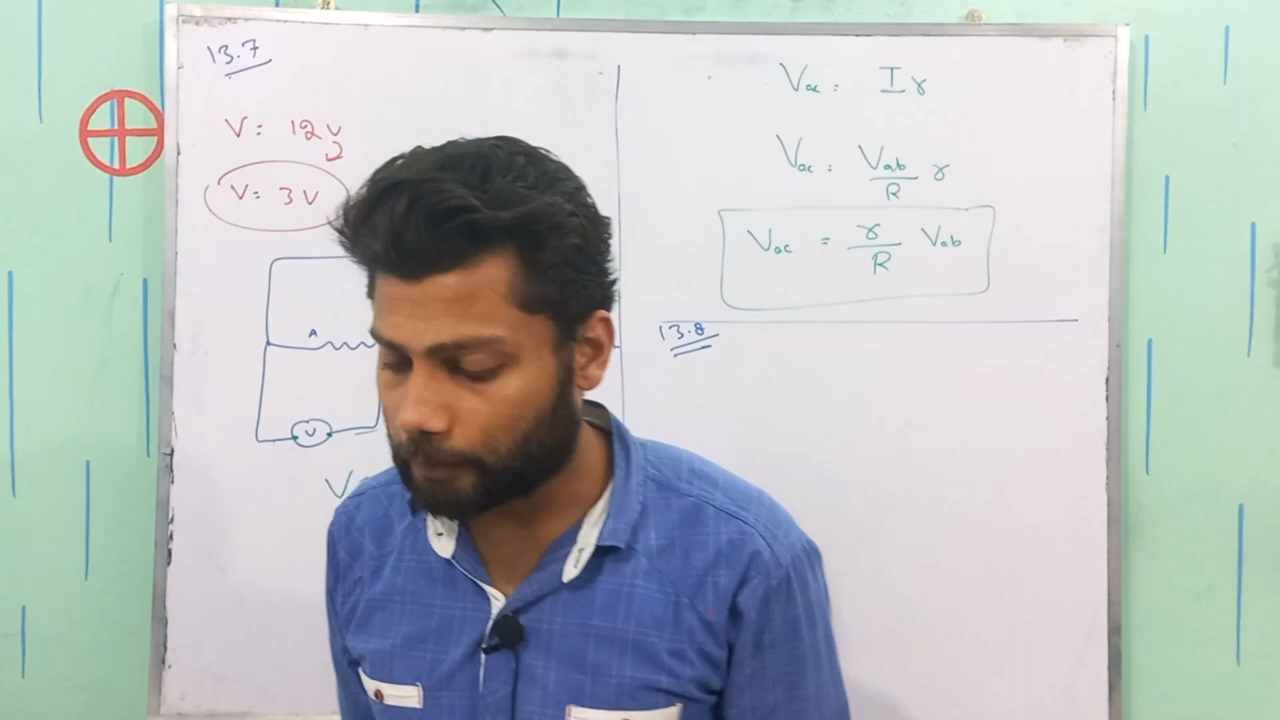 13.7
V = 12v
V = 3V
A
V
V
Vac = Ir
Vac = Vab/R r
Vac = r/R Vab
13.8